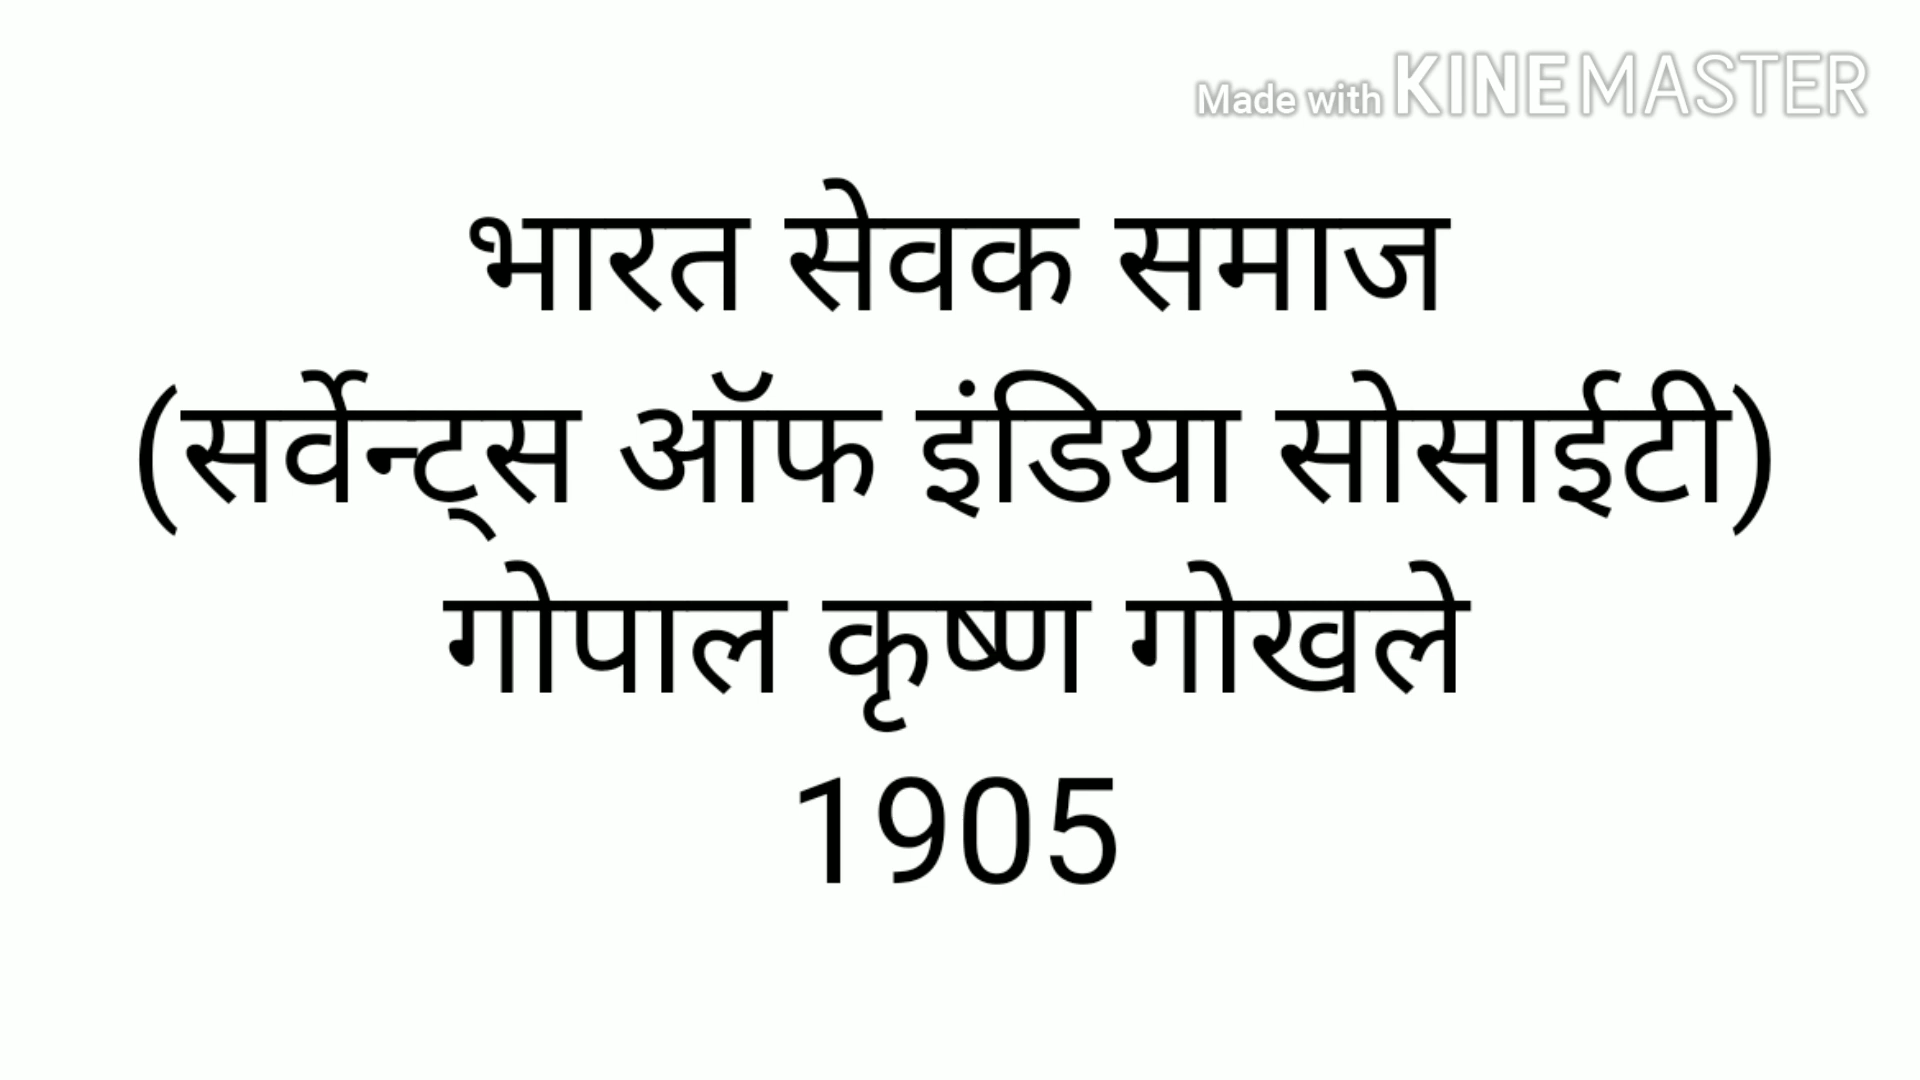 Made with KINEMASTER
भारत सेवक समाज
(सर्वेन्ट्स ऑफ इंडिया सोसाईटी)
गोपाल कृष्ण गोखले
1905